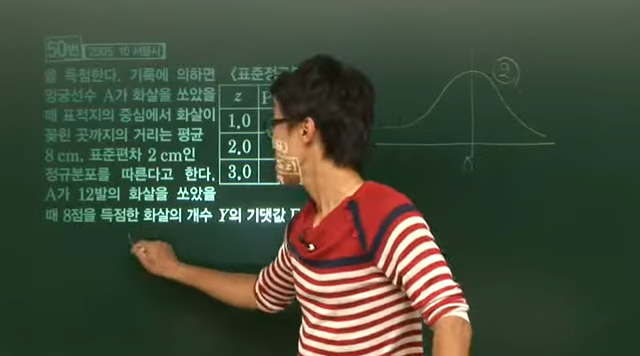 50번 [2005. 10 서울시]
을 득점한다. 기록에 의하면
양궁선수 A가 화살을 쏘았을
때 표적지의 중심에서 화살이
꽂힌 곳까지의 거리는 평균
8 cm, 표준편차 2 cm인
정규분포를 따른다고 한다.
A가 12발의 화살을 쏘았을
때 8점을 득점한 화살의 개수 Y의 기댓값
《표준정규
z P
1.0
2.0
3.0
②
0